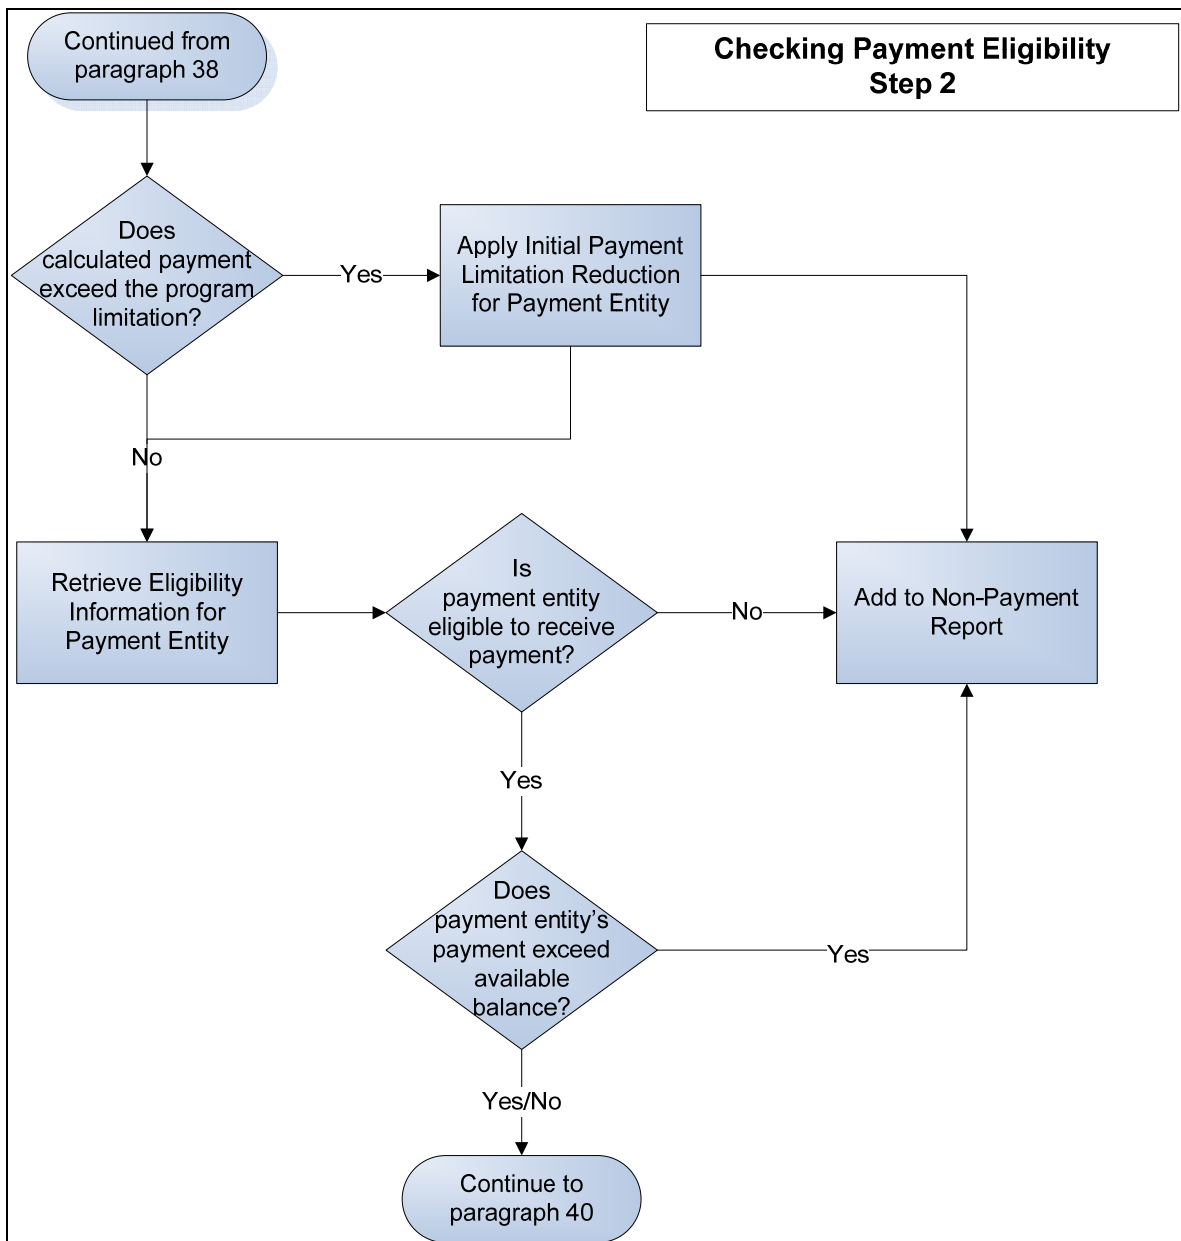 Continued from
paragraph 38
Checking Payment Eligibility
Step 2
Does
calculated payment
exceed the program
limitation?
Yes
Apply Initial Payment
Limitation Reduction
for Payment Entity
No
Retrieve Eligibility
Information for
Payment Entity
Is
payment entity
eligible to receive
payment?
No
Add to Non-Payment
Report
Yes
Does
payment entity's
payment exceed
available
balance?
Yes
Yes/No
Continue to
paragraph 40